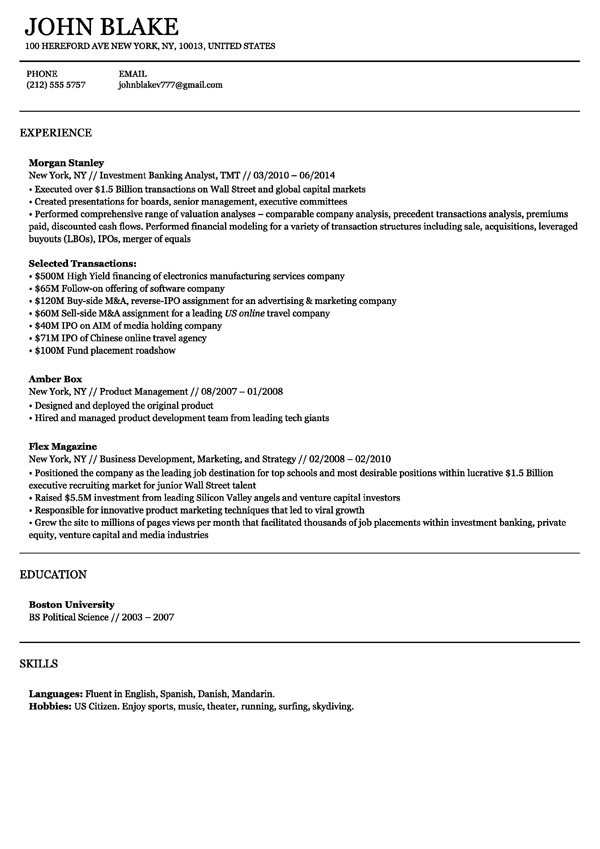 JOHN BLAKE
100 HEREFORD AVE NEW YORK, NY, 10013, UNITED STATES
PHONE EMAIL
(212) 555 5757 johnblakev777@gmail.com
EXPERIENCE
Morgan Stanley
New York, NY // Investment Banking Analyst, TMT // 03/2010 – 06/2014
• Executed over $1.5 Billion transactions on Wall Street and global capital markets
• Created presentations for boards, senior management, executive committees
• Performed comprehensive range of valuation analyses – comparable company analysis, precedent transactions analysis, premiums
paid, discounted cash flows. Performed financial modeling for a variety of transaction structures including sale, acquisitions, leveraged
buyouts (LBOs), IPOs, merger of equals
Selected Transactions:
• $500M High Yield financing of electronics manufacturing services company
• $65M Follow-on offering of software company
• $120M Buy-side M&A, reverse-IPO assignment for an advertising & marketing company
• $60M Sell-side M&A assignment for a leading US online travel company
• $40M IPO on AIM of media holding company
• $71M IPO of Chinese online travel agency
• $100M Fund placement roadshow
Amber Box
New York, NY // Product Management // 08/2007 – 01/2008
• Designed and deployed the original product
• Hired and managed product development team from leading tech giants
Flex Magazine
New York, NY // Business Development, Marketing, and Strategy // 02/2008 – 02/2010
• Positioned the company as the leading job destination for top schools and most desirable positions within lucrative $1.5 Billion
executive recruiting market for junior Wall Street talent
• Raised $5.5M investment from leading Silicon Valley angels and venture capital investors
• Responsible for innovative product marketing techniques that led to viral growth
• Grew the site to millions of pages views per month that facilitated thousands of job placements within investment banking, private
equity, venture capital and media industries
EDUCATION
Boston University
BS Political Science // 2003 – 2007
SKILLS
Languages: Fluent in English, Spanish, Danish, Mandarin.
Hobbies: US Citizen. Enjoy sports, music, theater, running, surfing, skydiving.